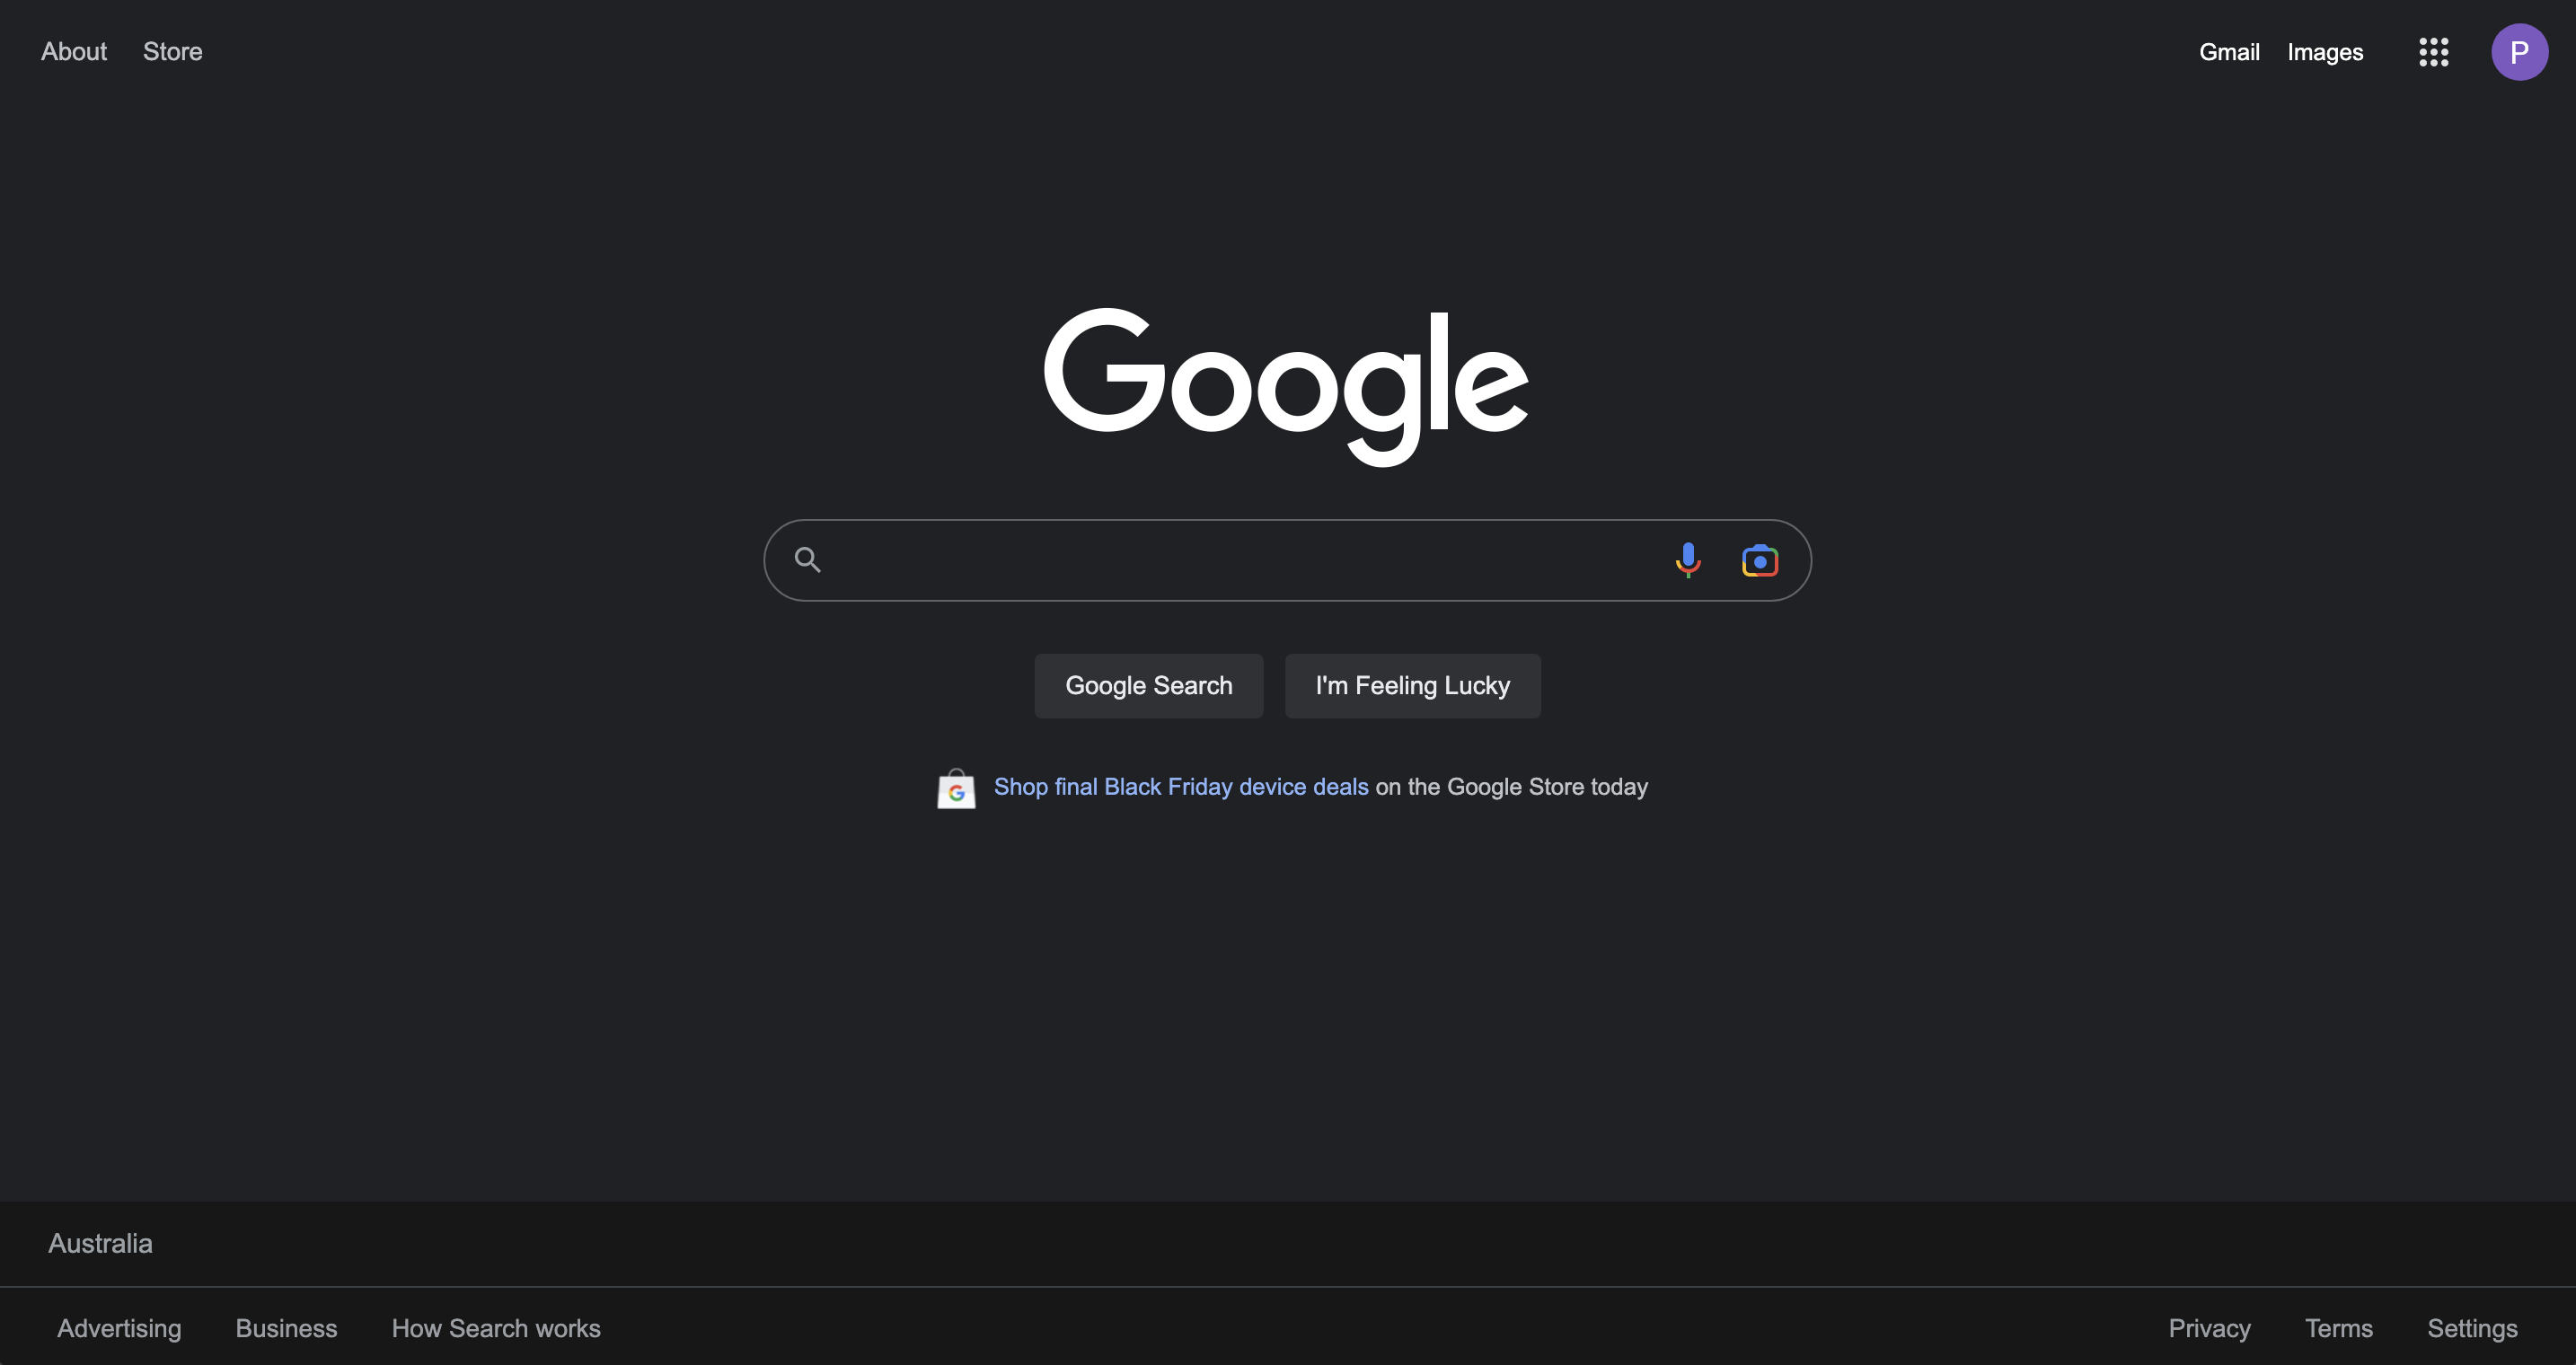 About Store Gmail Images P
Google
Google Search I'm Feeling Lucky
G Shop final Black Friday device deals on the Google Store today
Australia
Advertising Business How Search works Privacy Terms Settings